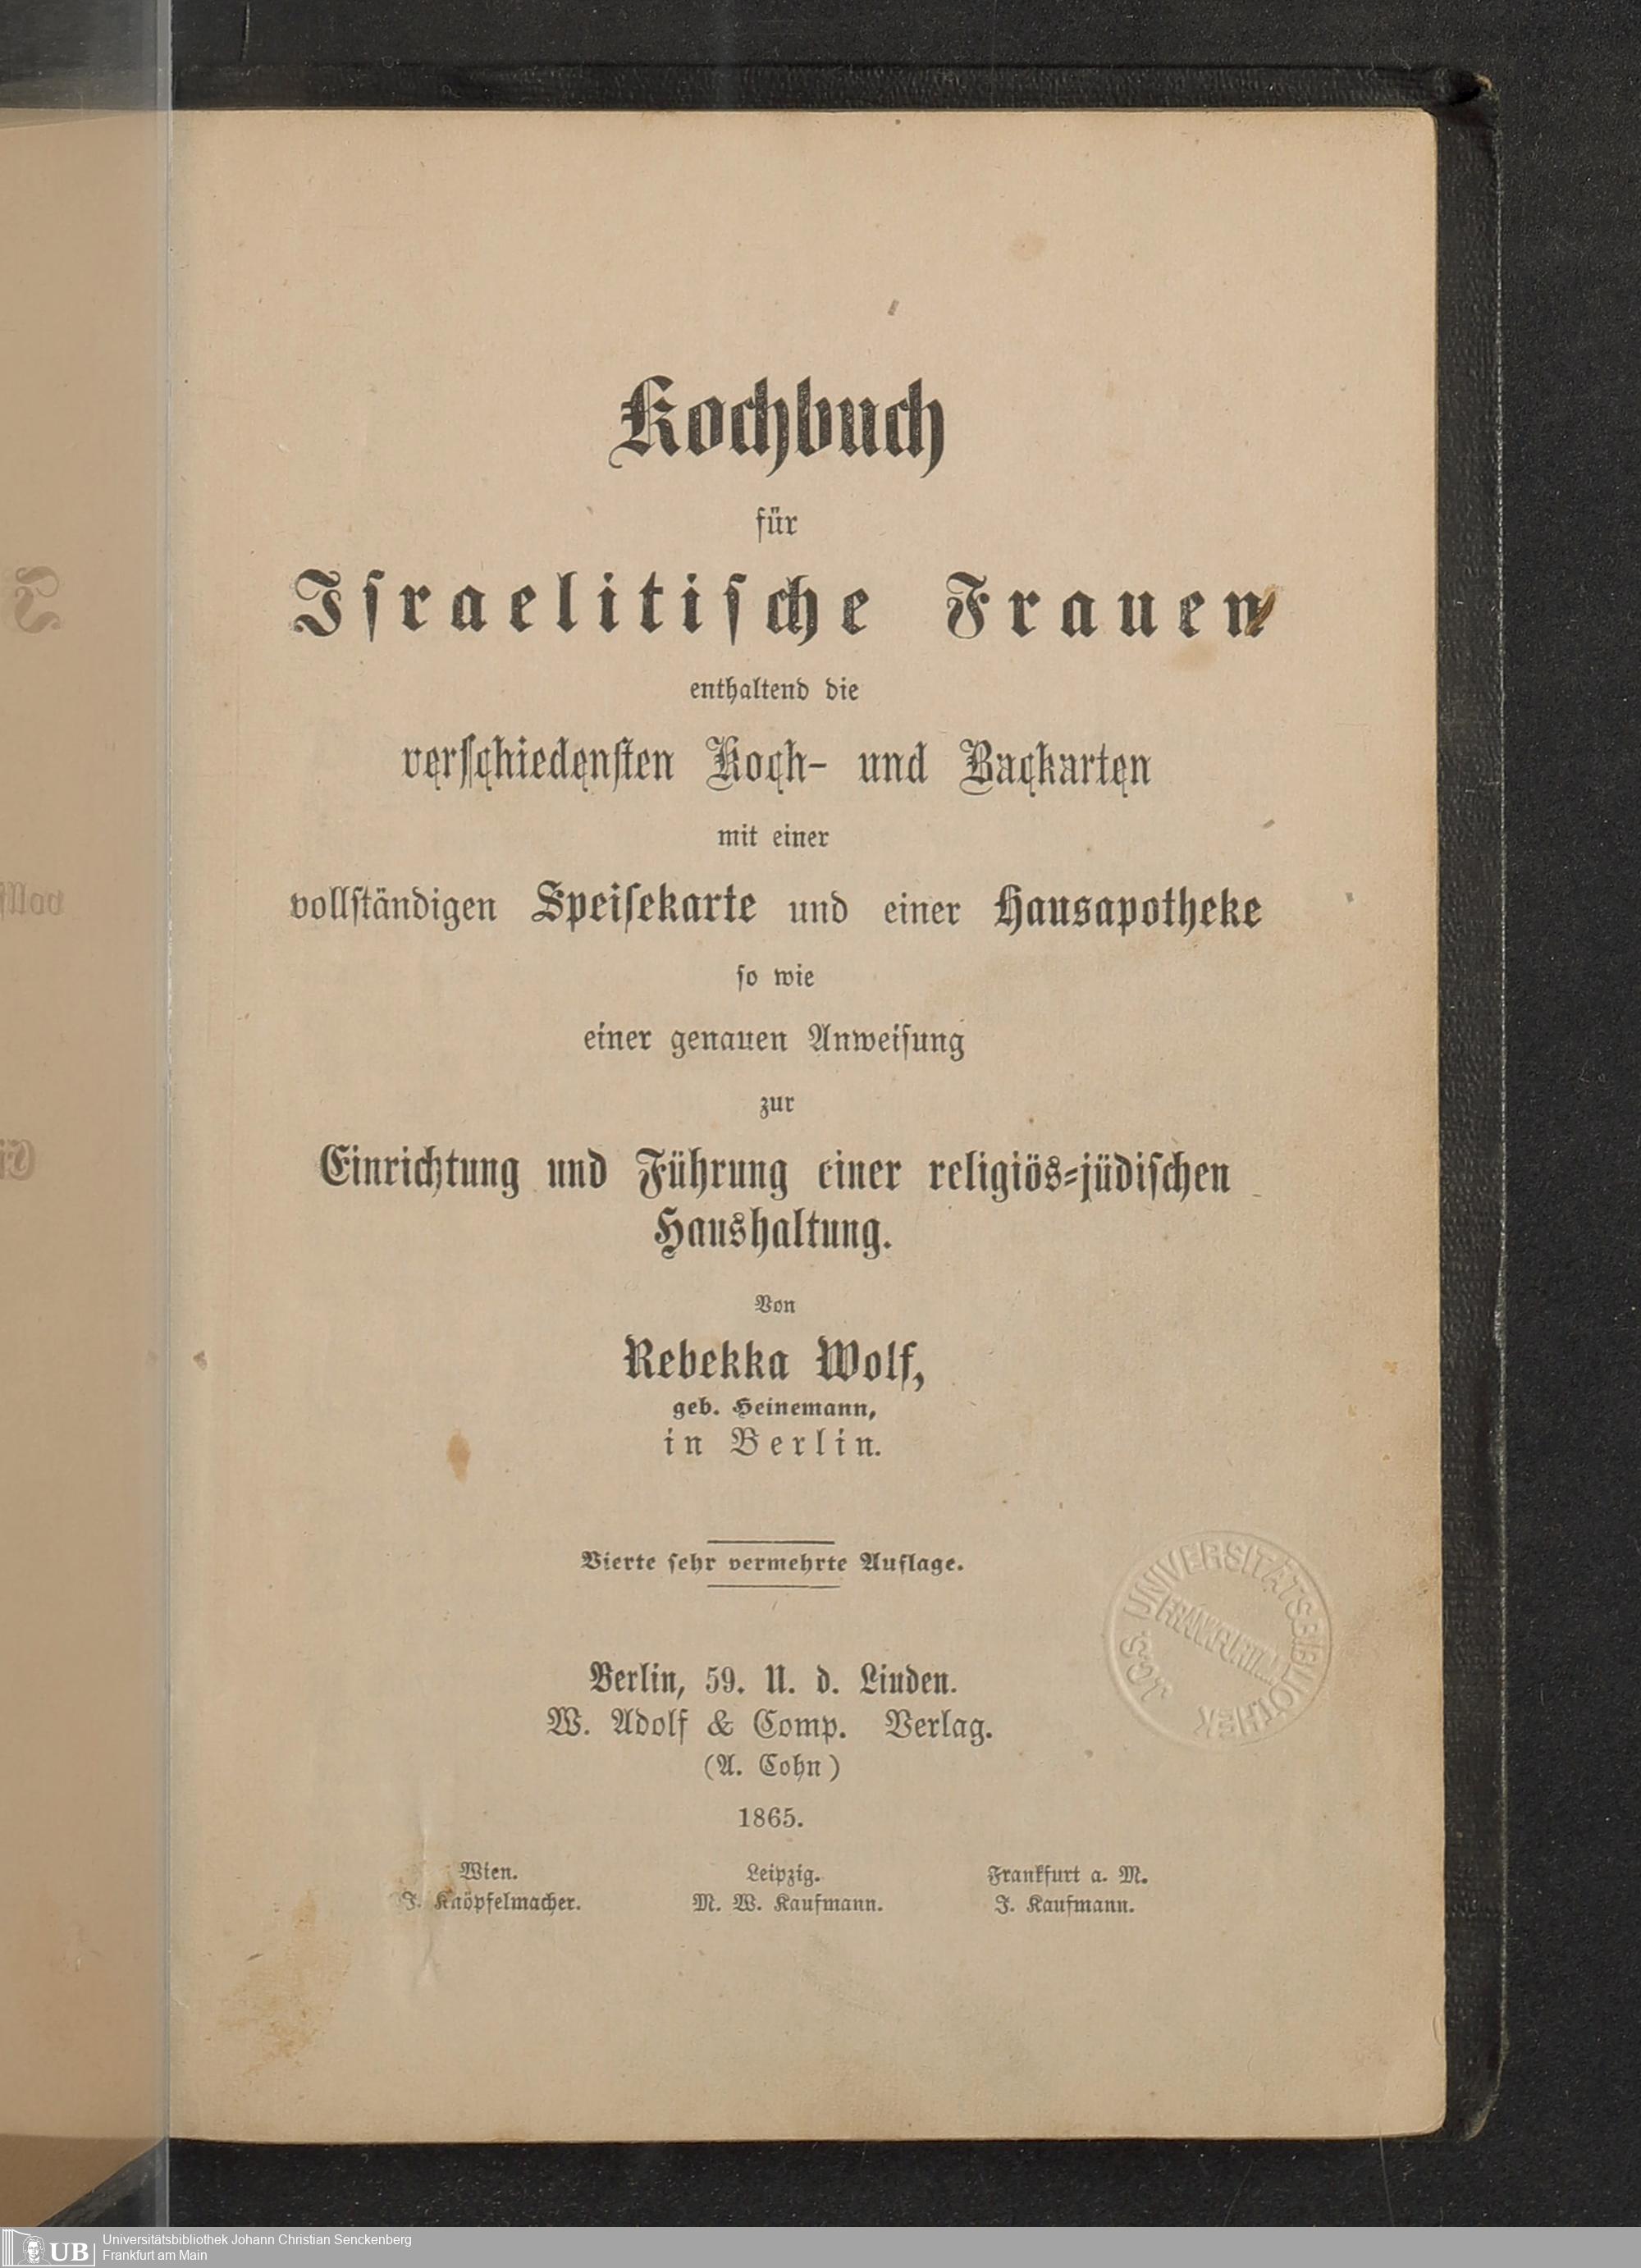 Kochbuch
für
Iſraelitiſche Frauen
enthaltend die
verſchiedenſten Koch- und Backarten
mit einer
vollſtändigen Speiſekarte und einer Hausapotheke
ſo wie
einer genauen Anweiſung
zur
Einrichtung und Führung einer religiös-jüdiſchen
Haushaltung.
Von
Rebekka Wolf,
geb. Heinemann,
in Berlin.
Vierte ſehr vermehrte Auflage.
Berlin, 59. U. d. Linden.
W. Adolf & Comp. Verlag.
(A. Cohn)
1865.
Wien. Leipzig. Frankfurt a. M.
J. Knöpfelmacher. M. W. Kaufmann. J. Kaufmann.
UNIVERSITÄTSBIBLIOTHEK J.C.S.
FRANKFURT/M.
UB
Universitätsbibliothek Johann Christian Senckenberg
Frankfurt am Main